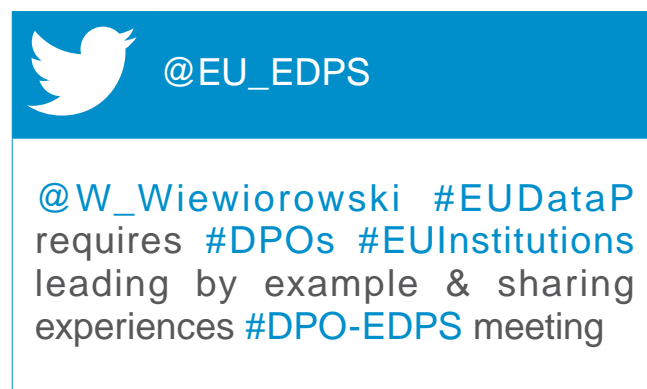 @EU_EDPS
@W_Wiewiorowski #EUDataP
requires #DPOs #EUInstitutions
leading by example & sharing
experiences #DPO-EDPS meeting